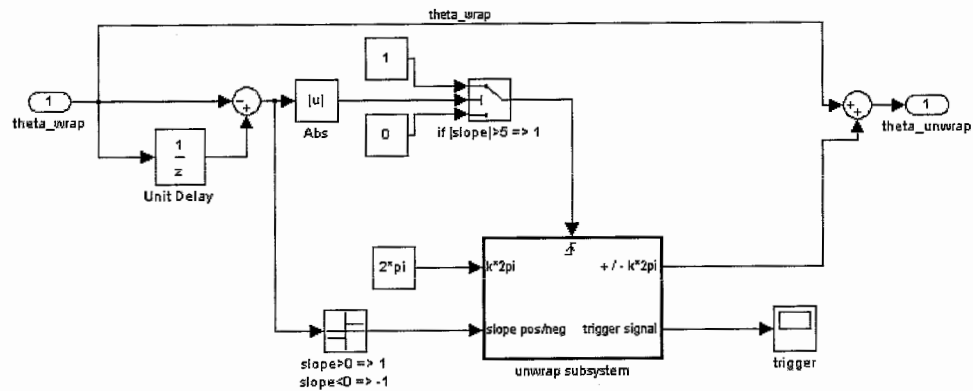 theta_wrap
1
theta_wrap
1
z
Unit Delay
-
+
|u|
Abs
1
0
if |slope|>5 => 1
+
+
1
theta_unwrap
2*pi
k*2pi
+ / - k*2pi
slope pos/neg
trigger signal
unwrap subsystem
slope>0 => 1
slope<0 => -1
trigger